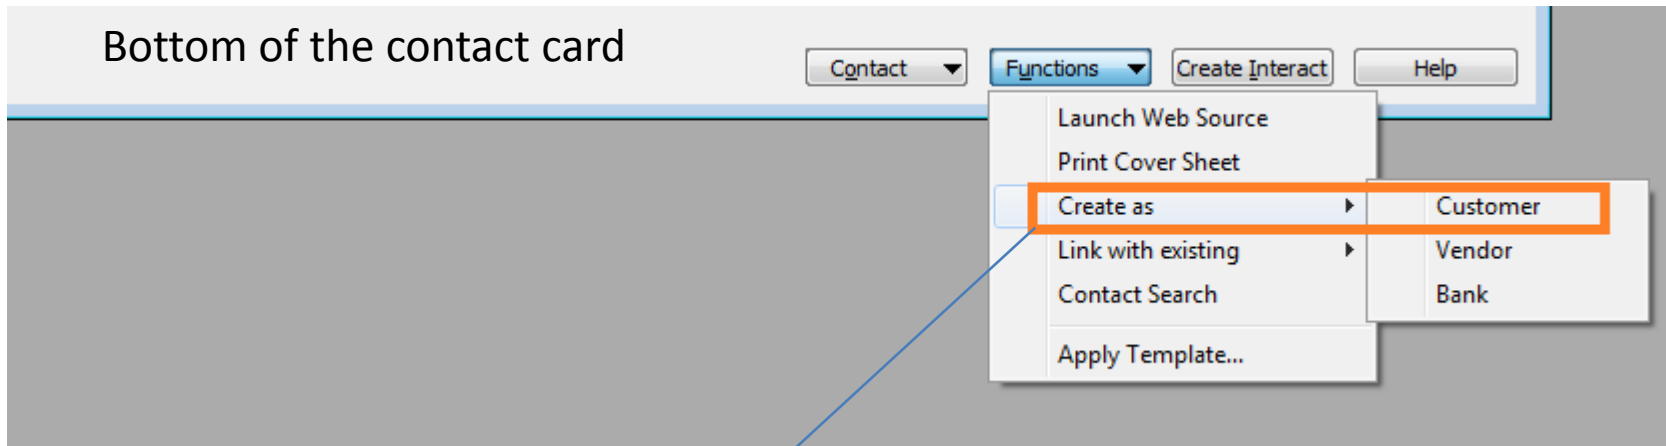 Bottom of the contact card
Contact Functions Create Interact Help
Launch Web Source
Print Cover Sheet
Create as Customer
Link with existing Vendor
Contact Search Bank
Apply Template...